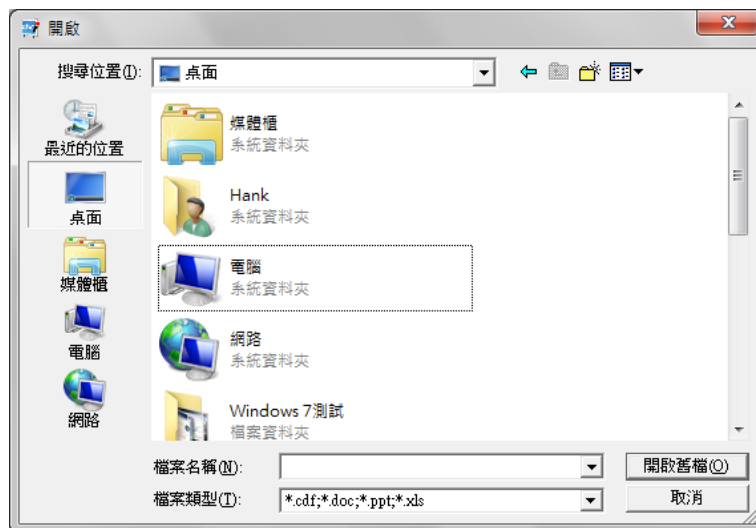 開啟
搜尋位置(I):
桌面
最近的位置
桌面
媒體櫃
電腦
網路
媒體櫃
系統資料夾
Hank
系統資料夾
電腦
系統資料夾
網路
系統資料夾
Windows 7測試
檔案資料夾
檔案名稱(N):
開啟舊檔(O)
檔案類型(T):
*.cdf;*.doc;*.ppt;*.xls
取消